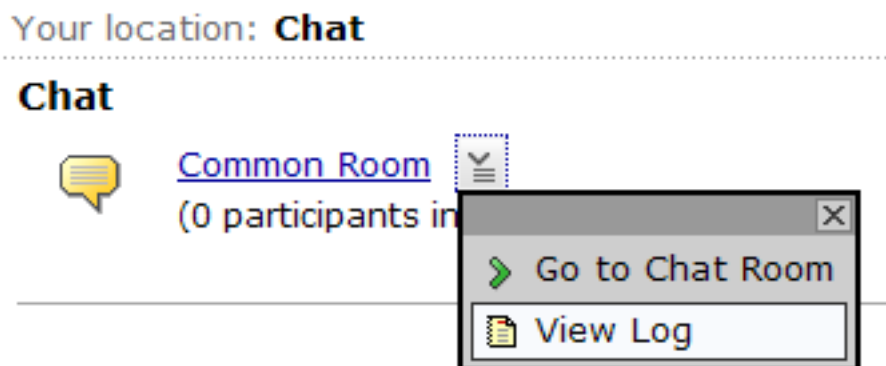 Your location: Chat
Chat
Common Room
(0 participants in
Go to Chat Room
View Log